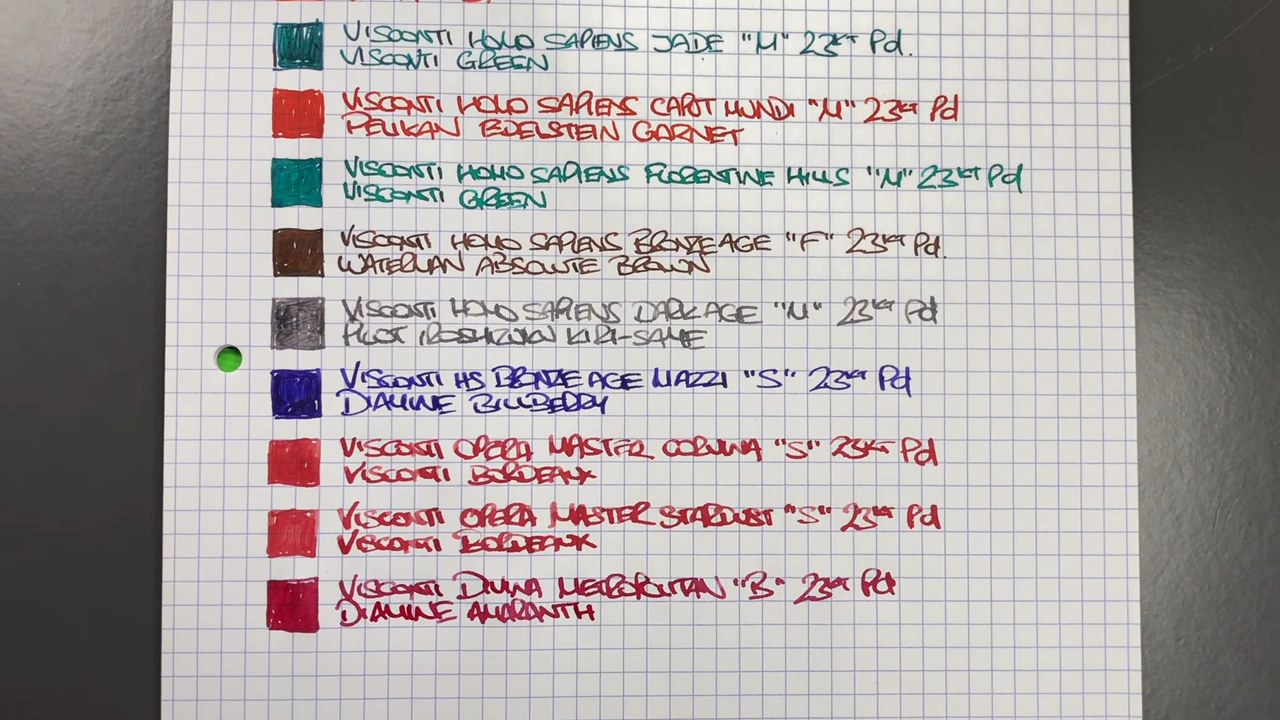 VISCONTI HOMO SAPIENS JADE "M" 23KT Pd.
VISCONTI GREEN
VISCONTI HOMO SAPIENS CAPUT MUNDI "M" 23KT Pd
PELIKAN EDELSTEIN GARNET
VISCONTI HOMO SAPIENS FLORENTINE HILLS "M" 23KT Pd
VISCONTI GREEN
VISCONTI HOMO SAPIENS BRONZE AGE "F" 23KT Pd.
WATERMAN ABSOLUTE BROWN
VISCONTI HOMO SAPIENS DARK AGE "M" 23KT Pd
PILOT IROSHIZUKU KIRI-SAME
VISCONTI HS BRONZE AGE MAZZI "S" 23KT Pd
DIAMINE BILLBERRY
VISCONTI OPERA MASTER "S" 23KT Pd
VISCONTI BORDEAUX
VISCONTI OPERA MASTER STARDUST "S" 23KT Pd
VISCONTI BORDEAUX
VISCONTI DIVINA METROPOLITAN "B" 23KT Pd
DIAMINE AMARANTH